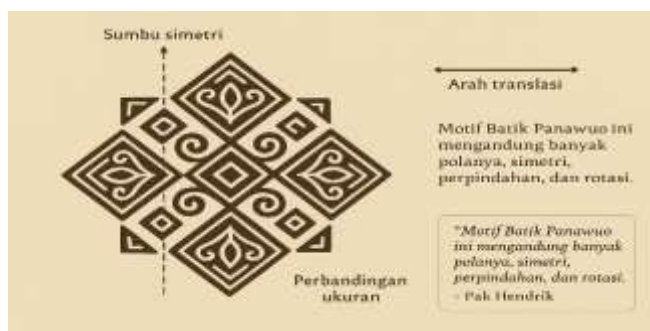 Sumbu simetri
Arah translasi
Motif Batik Panawuo ini
mengandung banyak
polanya, simetri,
perpindahan, dan rotasi.
"Motif Batik Panawuo
ini mengandung banyak
polanya, simetri,
perpindahan, dan rotasi.
- Pak Hendrik
Perbandingan
ukuran